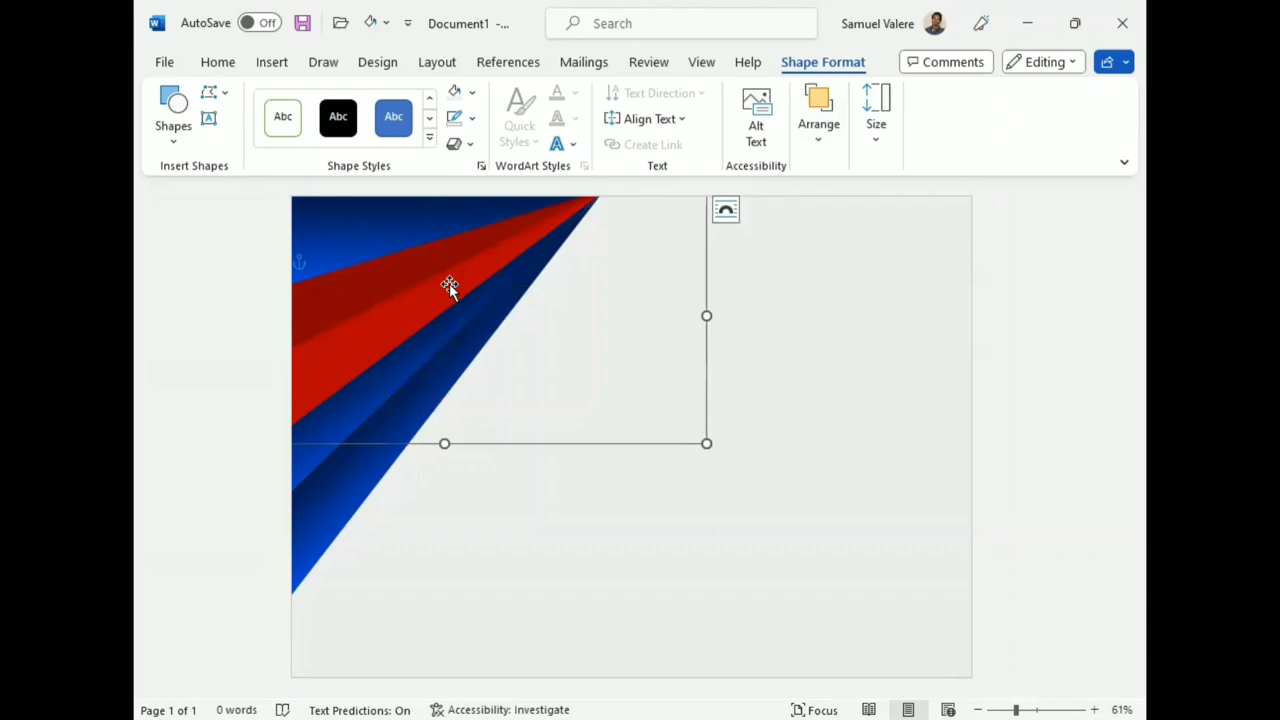 AutoSave Off Document1 -... Search Samuel Valere
File Home Insert Draw Design Layout References Mailings Review View Help Shape Format Comments Editing
Abc Abc Abc
Shapes Quick Styles Text Direction Align Text Create Link Alt Text Arrange Size
Insert Shapes Shape Styles WordArt Styles Text Accessibility
Page 1 of 1 0 words Text Predictions: On Accessibility: Investigate Focus 61%